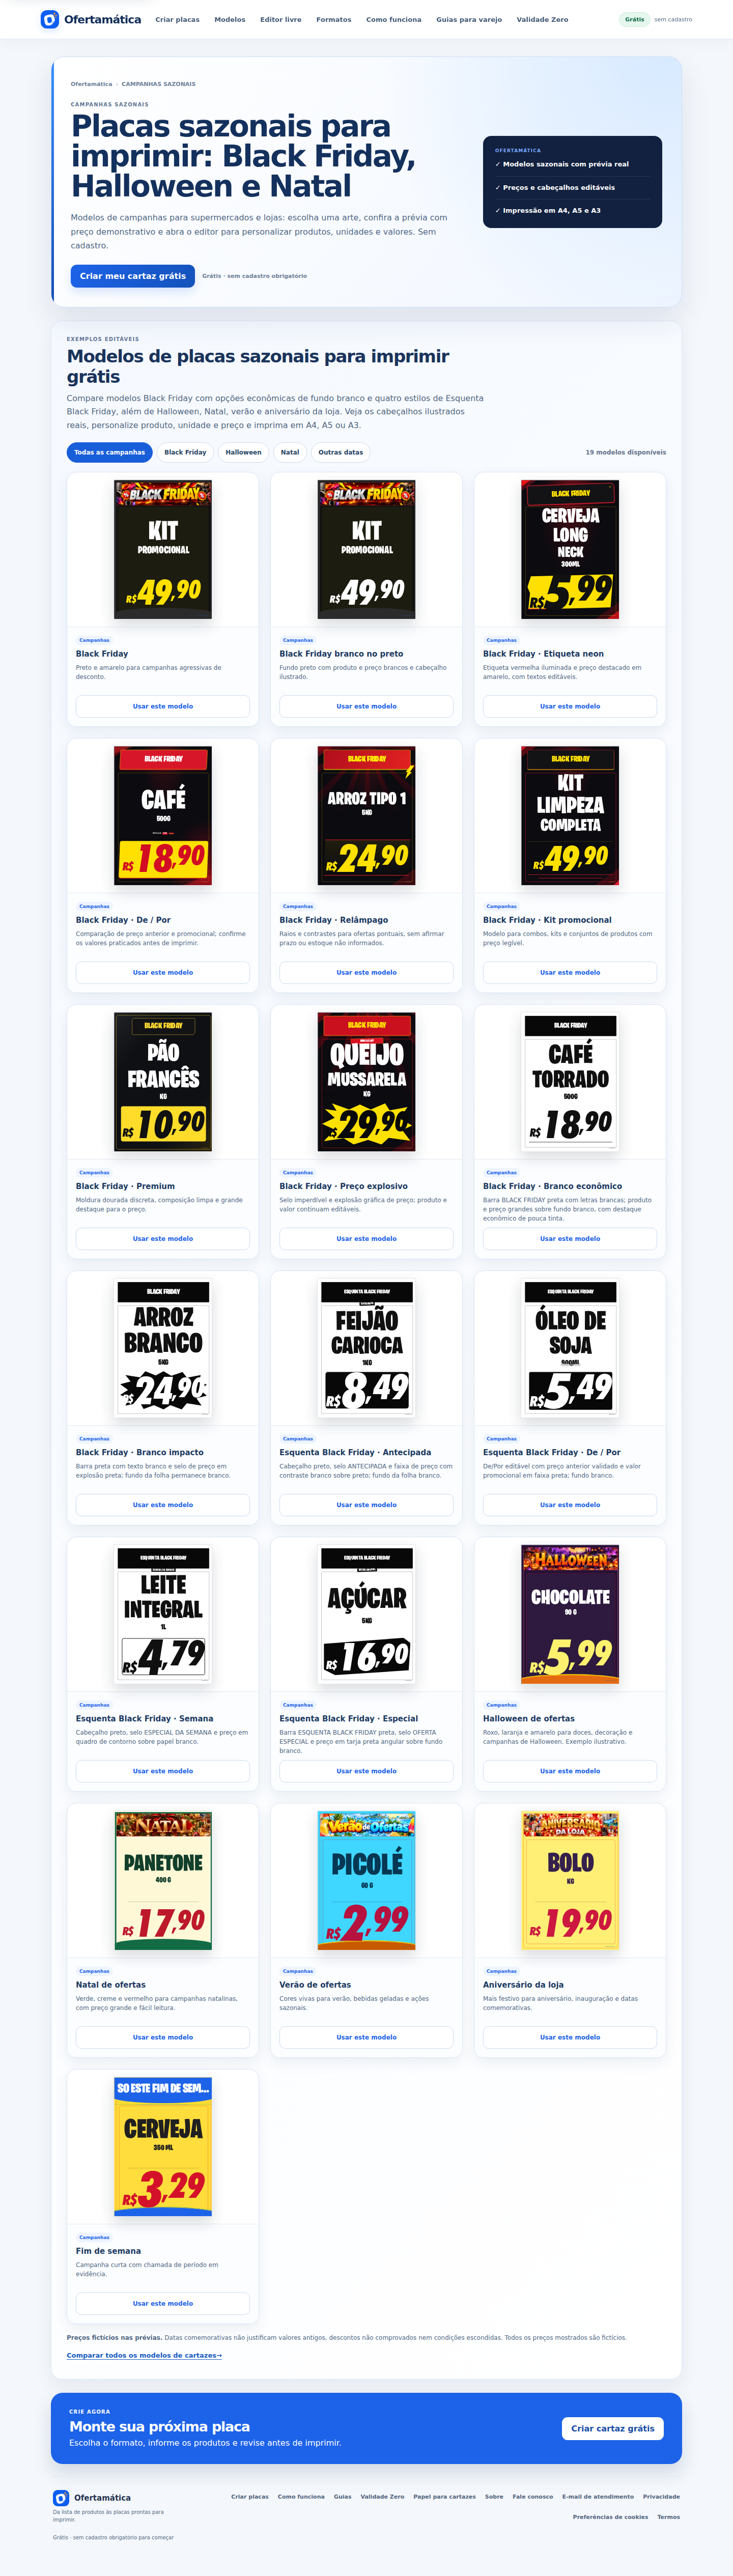 Ofertamática Criar placas Modelos Editor livre Formatos Como funciona Guias para varejo Validade Zero Grátis sem cadastro
Ofertamática › CAMPANHAS SAZONAIS
CAMPANHAS SAZONAIS
Placas sazonais para
imprimir: Black Friday,
Halloween e Natal
Modelos de campanhas para supermercados e lojas: escolha uma arte, confira a prévia com
preço demonstrativo e abra o editor para personalizar produtos, unidades e valores. Sem
cadastro.
Criar meu cartaz grátis Grátis · sem cadastro obrigatório
OFERTAMÁTICA
✓ Modelos sazonais com prévia real
✓ Preços e cabeçalhos editáveis
✓ Impressão em A4, A5 e A3
EXEMPLOS EDITÁVEIS
Modelos de placas sazonais para imprimir
grátis
Compare modelos Black Friday com opções econômicas de fundo branco e quatro estilos de Esquenta
Black Friday, além de Halloween, Natal, verão e aniversário da loja. Veja os cabeçalhos ilustrados
reais, personalize produto, unidade e preço e imprima em A4, A5 ou A3.
Todas as campanhas Black Friday Halloween Natal Outras datas 19 modelos disponíveis
BLACK FRIDAY
KIT
PROMOCIONAL
R$49,90
Campanhas
Black Friday
Preto e amarelo para campanhas agressivas de
desconto.
Usar este modelo
BLACK FRIDAY
KIT
PROMOCIONAL
R$49,90
Campanhas
Black Friday branco no preto
Fundo preto com produto e preço brancos e cabeçalho
ilustrado.
Usar este modelo
BLACK FRIDAY
CERVEJA
LONG
NECK
300ML
R$5,99
Campanhas
Black Friday · Etiqueta neon
Etiqueta vermelha iluminada e preço destacado em
amarelo, com textos editáveis.
Usar este modelo
BLACK FRIDAY
CAFÉ
500G
R$18,90
Campanhas
Black Friday · De / Por
Comparação de preço anterior e promocional; confirme
os valores praticados antes de imprimir.
Usar este modelo
BLACK FRIDAY
ARROZ TIPO 1
5KG
R$24,90
Campanhas
Black Friday · Relâmpago
Raios e contrastes para ofertas pontuais, sem afirmar
prazo ou estoque não informados.
Usar este modelo
BLACK FRIDAY
KIT
LIMPEZA
COMPLETA
R$49,90
Campanhas
Black Friday · Kit promocional
Modelo para combos, kits e conjuntos de produtos com
preço legível.
Usar este modelo
BLACK FRIDAY
PÃO
FRANCÊS
KG
R$10,90
Campanhas
Black Friday · Premium
Moldura dourada discreta, composição limpa e grande
destaque para o preço.
Usar este modelo
BLACK FRIDAY
QUEIJO
MUSSARELA
KG
R$29,90
Campanhas
Black Friday · Preço explosivo
Selo imperdível e explosão gráfica de preço; produto e
valor continuam editáveis.
Usar este modelo
BLACK FRIDAY
CAFÉ
TORRADO
500G
R$18,90
Campanhas
Black Friday · Branco econômico
Barra BLACK FRIDAY preta com letras brancas; produto
e preço grandes sobre fundo branco, com destaque
econômico de pouca tinta.
Usar este modelo
BLACK FRIDAY
ARROZ
BRANCO
5KG
R$24,90
Campanhas
Black Friday · Branco impacto
Barra preta com texto branco e selo de preço em
explosão preta; fundo da folha permanece branco.
Usar este modelo
ESQUENTA BLACK FRIDAY
FEIJÃO
CARIOCA
1KG
R$8,49
Campanhas
Esquenta Black Friday · Antecipada
Cabeçalho preto, selo ANTECIPADA e faixa de preço com
contraste branco sobre preto; fundo da folha branco.
Usar este modelo
ESQUENTA BLACK FRIDAY
ÓLEO DE
SOJA
900ML
R$5,49
Campanhas
Esquenta Black Friday · De / Por
De/Por editável com preço anterior validado e valor
promocional em faixa preta; fundo branco.
Usar este modelo
ESQUENTA BLACK FRIDAY
LEITE
INTEGRAL
1L
R$4,79
Campanhas
Esquenta Black Friday · Semana
Cabeçalho preto, selo ESPECIAL DA SEMANA e preço em
quadro de contorno sobre papel branco.
Usar este modelo
ESQUENTA BLACK FRIDAY
AÇÚCAR
5KG
R$16,90
Campanhas
Esquenta Black Friday · Especial
Barra ESQUENTA BLACK FRIDAY preta, selo OFERTA
ESPECIAL e preço em tarja preta angular sobre fundo
branco.
Usar este modelo
HALLOWEEN
CHOCOLATE
90 G
R$5,99
Campanhas
Halloween de ofertas
Roxo, laranja e amarelo para doces, decoração e
campanhas de Halloween. Exemplo ilustrativo.
Usar este modelo
NATAL
PANETONE
400 G
R$17,90
Campanhas
Natal de ofertas
Verde, creme e vermelho para campanhas natalinas,
com preço grande e fácil leitura.
Usar este modelo
Verão de Ofertas
PICOLÉ
60 G
R$2,99
Campanhas
Verão de ofertas
Cores vivas para verão, bebidas geladas e ações
sazonais.
Usar este modelo
ANIVERSÁRIO
DA LOJA
BOLO
KG
R$19,90
Campanhas
Aniversário da loja
Mais festivo para aniversário, inauguração e datas
comemorativas.
Usar este modelo
SO ESTE FIM DE SEM...
CERVEJA
350 ML
R$3,29
Campanhas
Fim de semana
Campanha curta com chamada de período em
evidência.
Usar este modelo
Preços fictícios nas prévias. Datas comemorativas não justificam valores antigos, descontos não comprovados nem condições escondidas. Todos os preços mostrados são fictícios.
Comparar todos os modelos de cartazes→
CRIE AGORA
Monte sua próxima placa
Escolha o formato, informe os produtos e revise antes de imprimir.
Criar cartaz grátis
Ofertamática
Da lista de produtos às placas prontas para
imprimir.
Grátis · sem cadastro obrigatório para começar
Criar placas Como funciona Guias Validade Zero Papel para cartazes Sobre Fale conosco E-mail de atendimento Privacidade
Preferências de cookies Termos